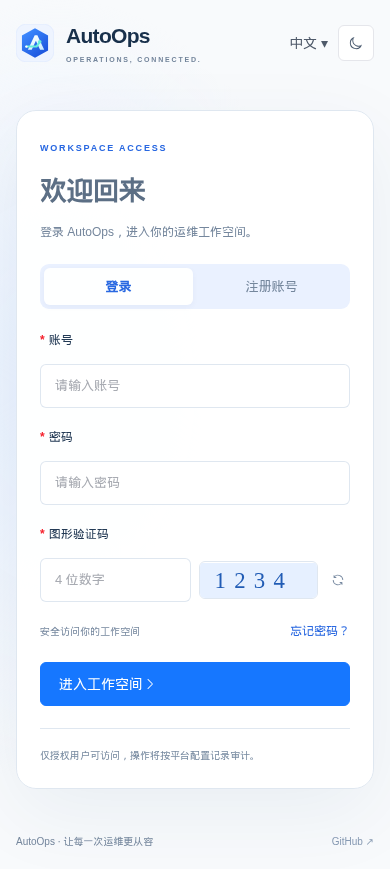 AutoOps
OPERATIONS, CONNECTED.
中文 ▾
WORKSPACE ACCESS
欢迎回来
登录 AutoOps，进入你的运维工作空间。
登录
注册账号
* 账号
请输入账号
* 密码
请输入密码
* 图形验证码
4 位数字
1 2 3 4
安全访问你的工作空间
忘记密码？
进入工作空间
仅授权用户可访问，操作将按平台配置记录审计。
AutoOps · 让每一次运维更从容
GitHub ↗